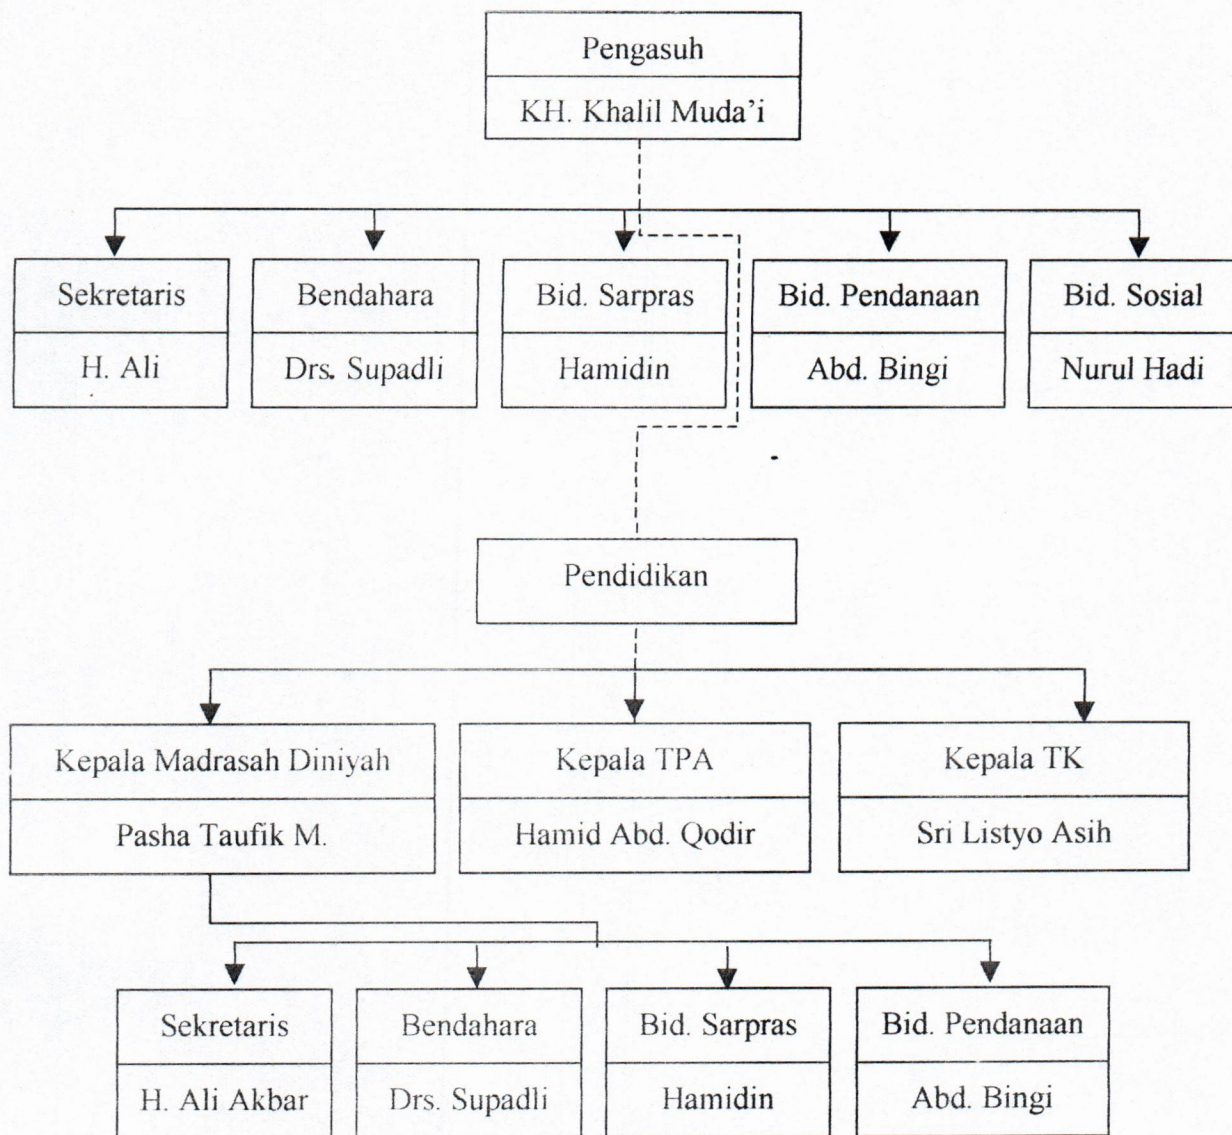 Pengasuh
KH. Khalil Muda'i
Sekretaris
H. Ali
Bendahara
Drs. Supadli
Bid. Sarpras
Hamidin
Bid. Pendanaan
Abd. Bingi
Bid. Sosial
Nurul Hadi
Pendidikan
Kepala Madrasah Diniyah
Pasha Taufik M.
Kepala TPA
Hamid Abd. Qodir
Kepala TK
Sri Listyo Asih
Sekretaris
H. Ali Akbar
Bendahara
Drs. Supadli
Bid. Sarpras
Hamidin
Bid. Pendanaan
Abd. Bingi